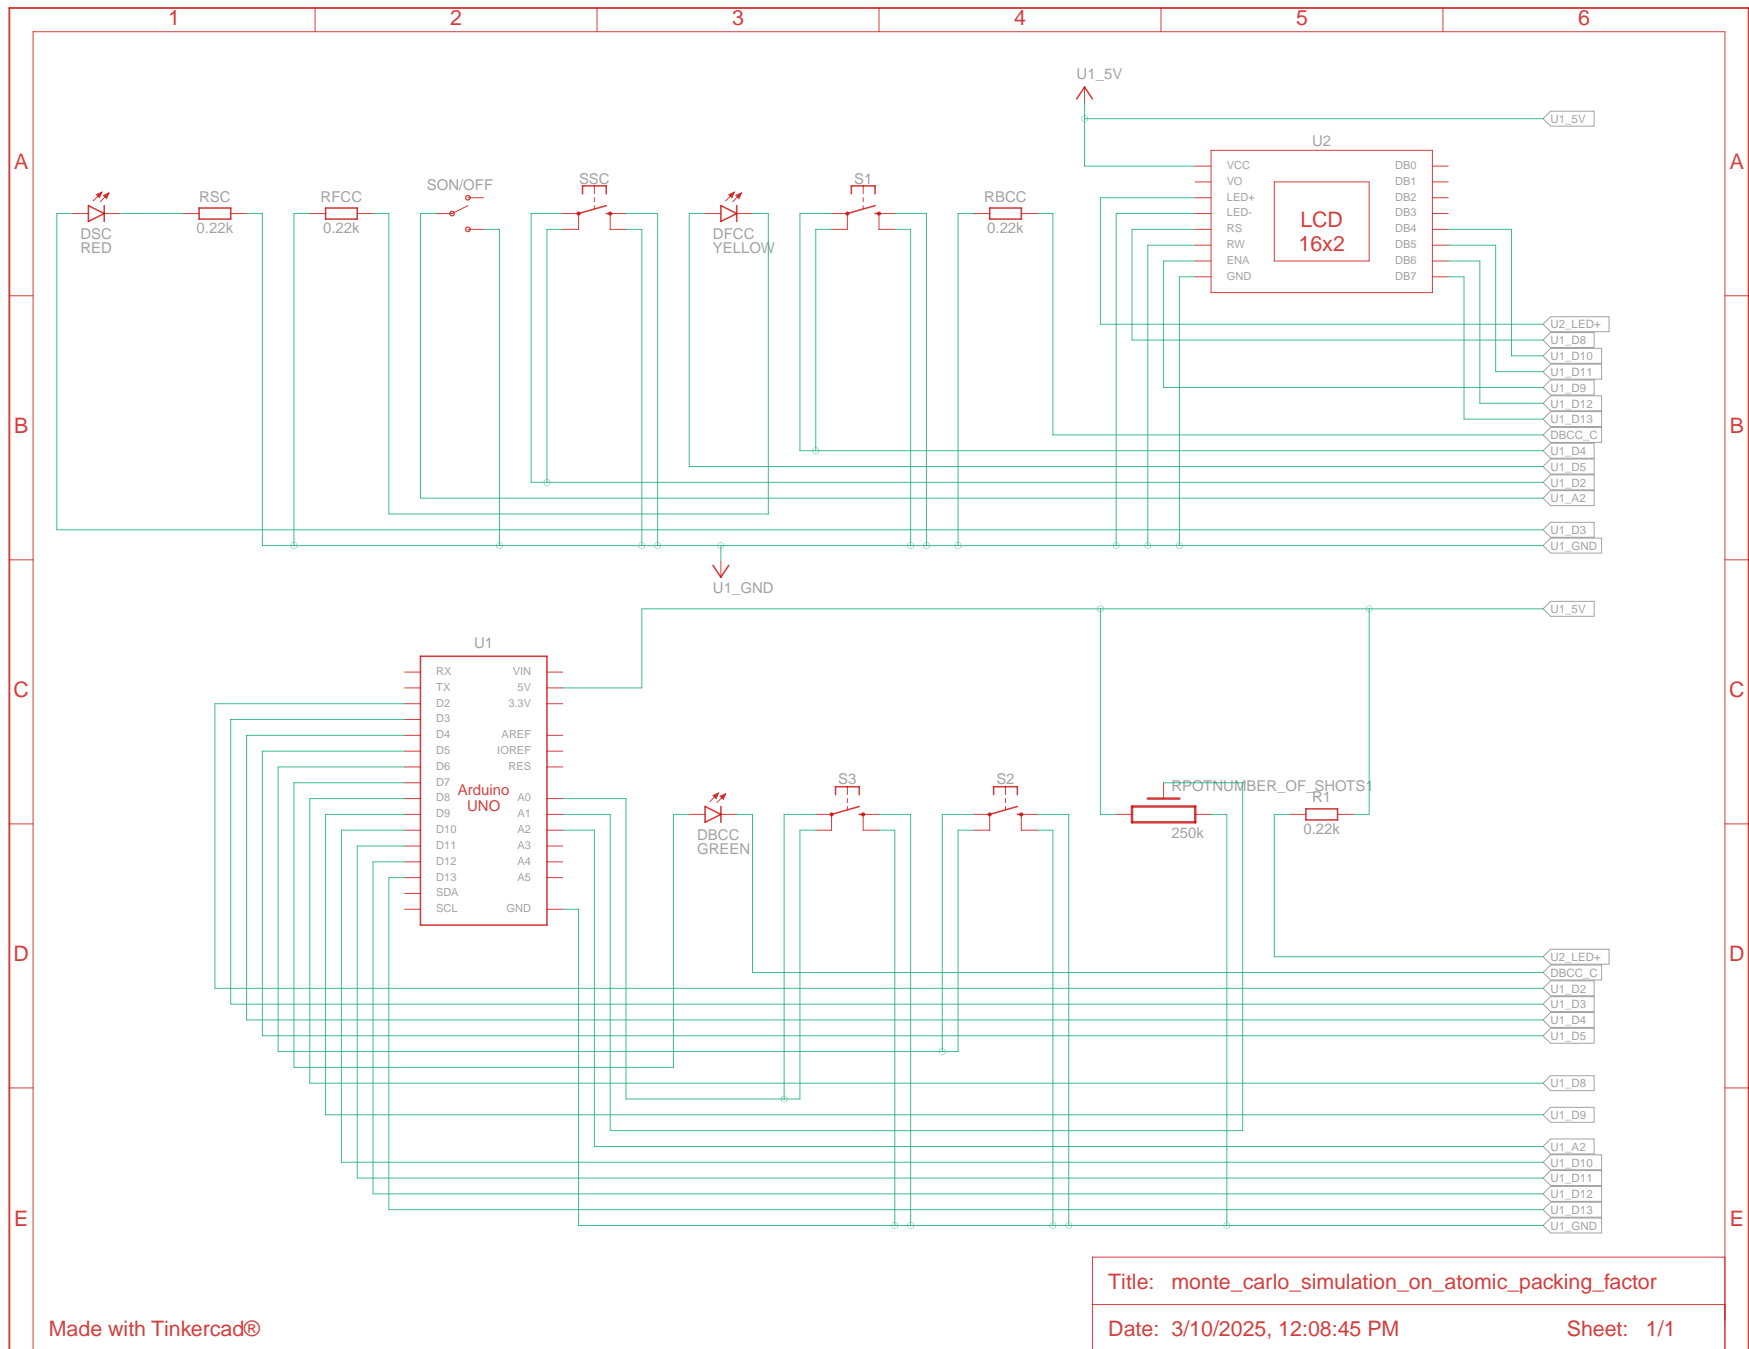 1 2 3 4 5 6
A A
B B
C C
D D
E E
U1_5V
U1_5V
U2
VCC DB0
VO DB1
LED+ DB2
LED- DB3
RS DB4
RW DB5
ENA DB6
GND DB7
LCD
16x2
DSC
RED
RSC
0.22k
RFCC
0.22k
SON/OFF
SSC
DFCC
YELLOW
S1
RBCC
0.22k
U2_LED+
U1_D8
U1_D10
U1_D11
U1_D9
U1_D12
U1_D13
DBCC_C
U1_D4
U1_D5
U1_D2
U1_A2
U1_D3
U1_GND
U1_GND
U1_5V
U1
RX VIN
TX 5V
D2 3.3V
D3
D4 AREF
D5 IOREF
D6 RES
D7
D8 A0
D9 A1
D10 A2
D11 A3
D12 A4
D13 A5
SDA
SCL GND
Arduino
UNO
DBCC
GREEN
S3
S2
RPOTNUMBER_OF_SHOTS1
250k
R1
0.22k
U2_LED+
DBCC_C
U1_D2
U1_D3
U1_D4
U1_D5
U1_D8
U1_D9
U1_A2
U1_D10
U1_D11
U1_D12
U1_D13
U1_GND
Title: monte_carlo_simulation_on_atomic_packing_factor
Made with Tinkercad®
Date: 3/10/2025, 12:08:45 PM Sheet: 1/1